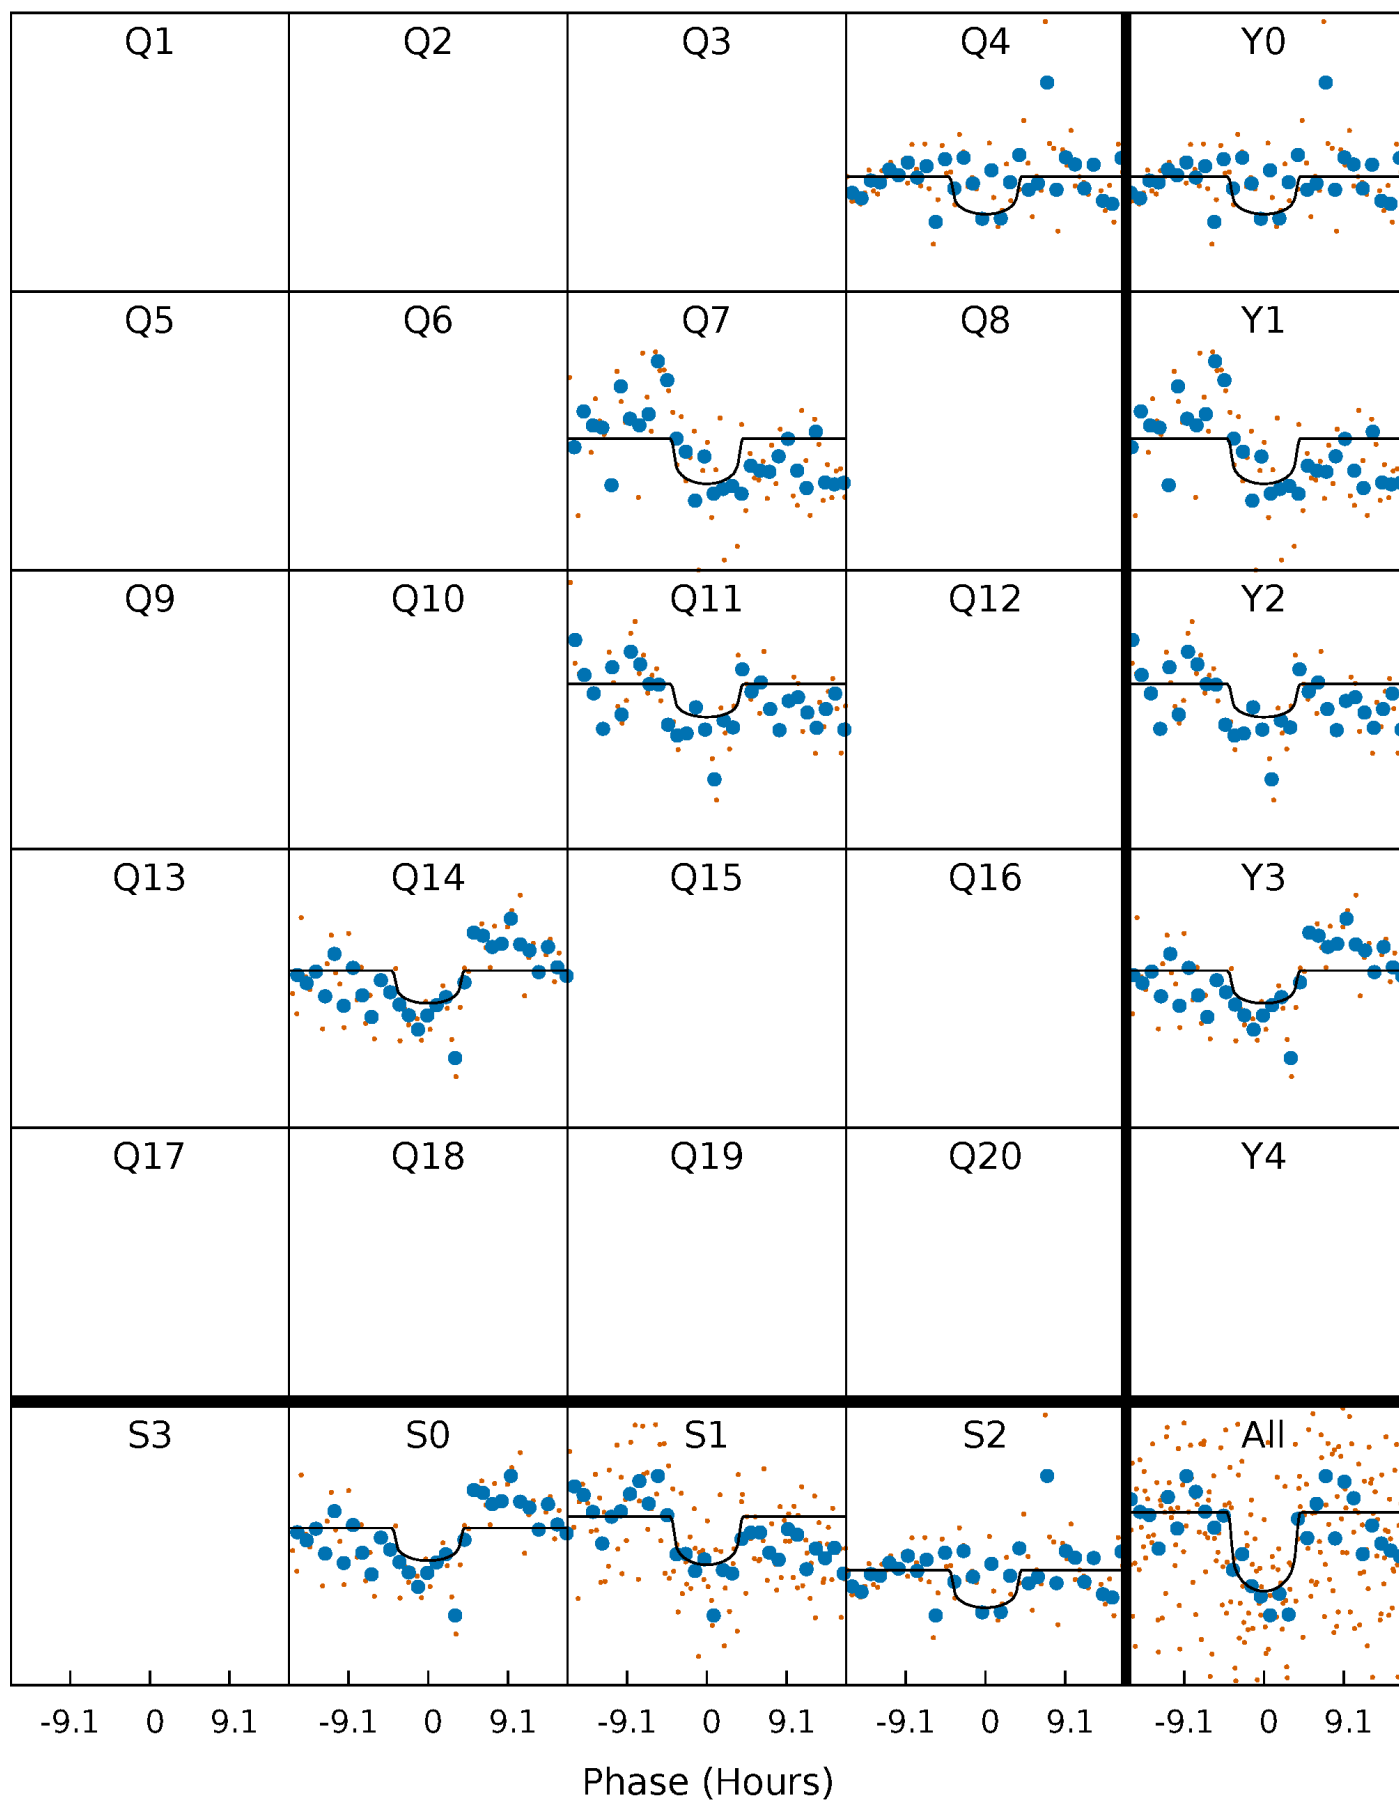 Q1 Q2 Q3 Q4 Y0
Q5 Q6 Q7 Q8 Y1
Q9 Q10 Q11 Q12 Y2
Q13 Q14 Q15 Q16 Y3
Q17 Q18 Q19 Q20 Y4
S3 S0 S1 S2 All
-9.1 0 9.1 -9.1 0 9.1 -9.1 0 9.1 -9.1 0 9.1 -9.1 0 9.1
Phase (Hours)